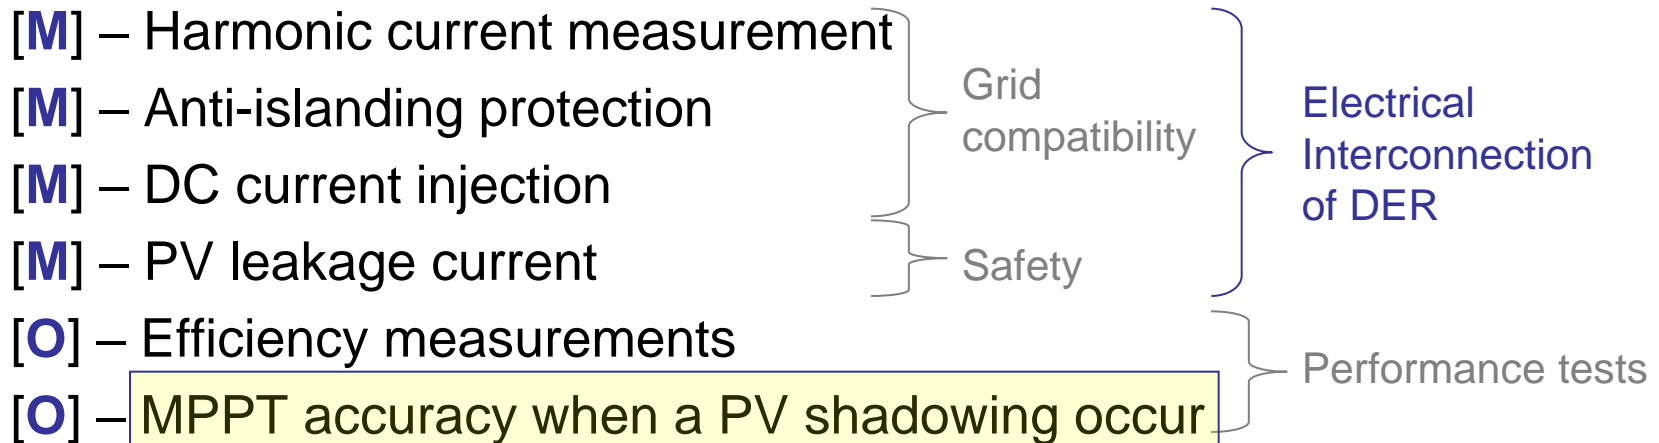 [M] – Harmonic current measurement
[M] – Anti-islanding protection
[M] – DC current injection
[M] – PV leakage current
[O] – Efficiency measurements
[O] – MPPT accuracy when a PV shadowing occur
Grid
compatibility
Safety
Electrical
Interconnection
of DER
Performance tests